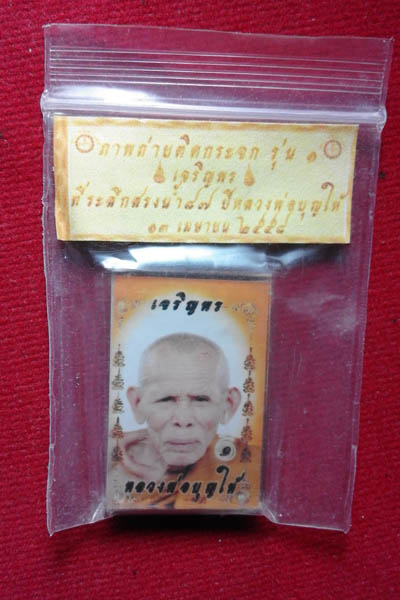 ภาพถ่ายติดกระจก รุ่น ๑
เจริญพร
ที่ระลึกสรงน้ำ๘๗ ปีหลวงพ่อบุญให้
๑๓ เมษายน ๒๕๕๘
เจริญพร
๑
หลวงพ่อบุญให้